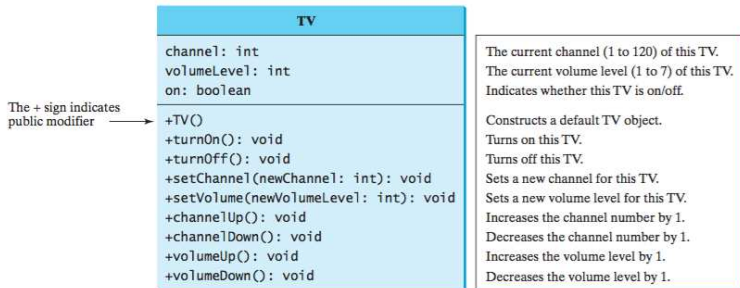 TV
channel: int
volumeLevel: int
on: boolean
The current channel (1 to 120) of this TV.
The current volume level (1 to 7) of this TV.
Indicates whether this TV is on/off.
The + sign indicates
public modifier
+TV()
+turnOn(): void
+turnOff(): void
+setChannel(newChannel: int): void
+setVolume(newVolumeLevel: int): void
+channelUp(): void
+channelDown(): void
+volumeUp(): void
+volumeDown(): void
Constructs a default TV object.
Turns on this TV.
Turns off this TV.
Sets a new channel for this TV.
Sets a new volume level for this TV.
Increases the channel number by 1.
Decreases the channel number by 1.
Increases the volume level by 1.
Decreases the volume level by 1.